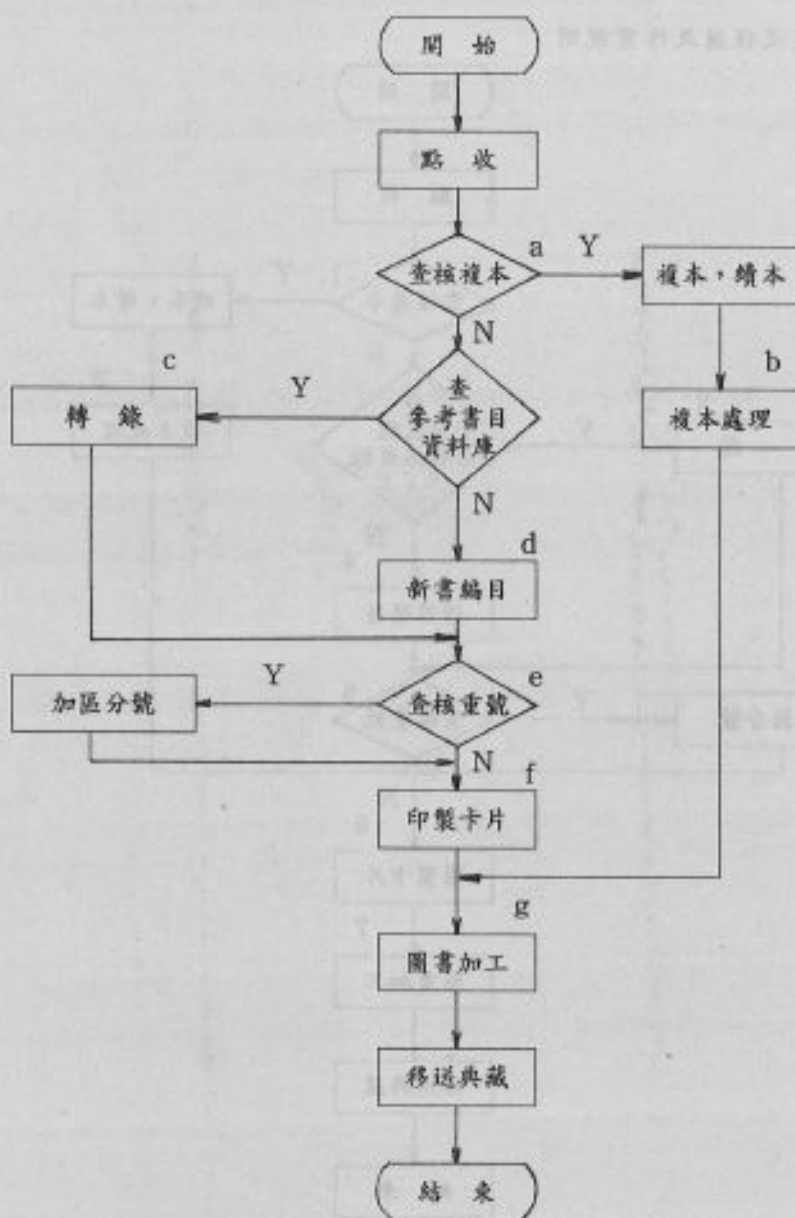 開 始
點 收
查核複本
a
Y
複本，續本
N
c
轉 錄
Y
查
參考書目
資料庫
b
複本處理
N
d
新書編目
加區分號
Y
查核重號
e
N
f
印製卡片
g
圖書加工
移送典藏
結 束